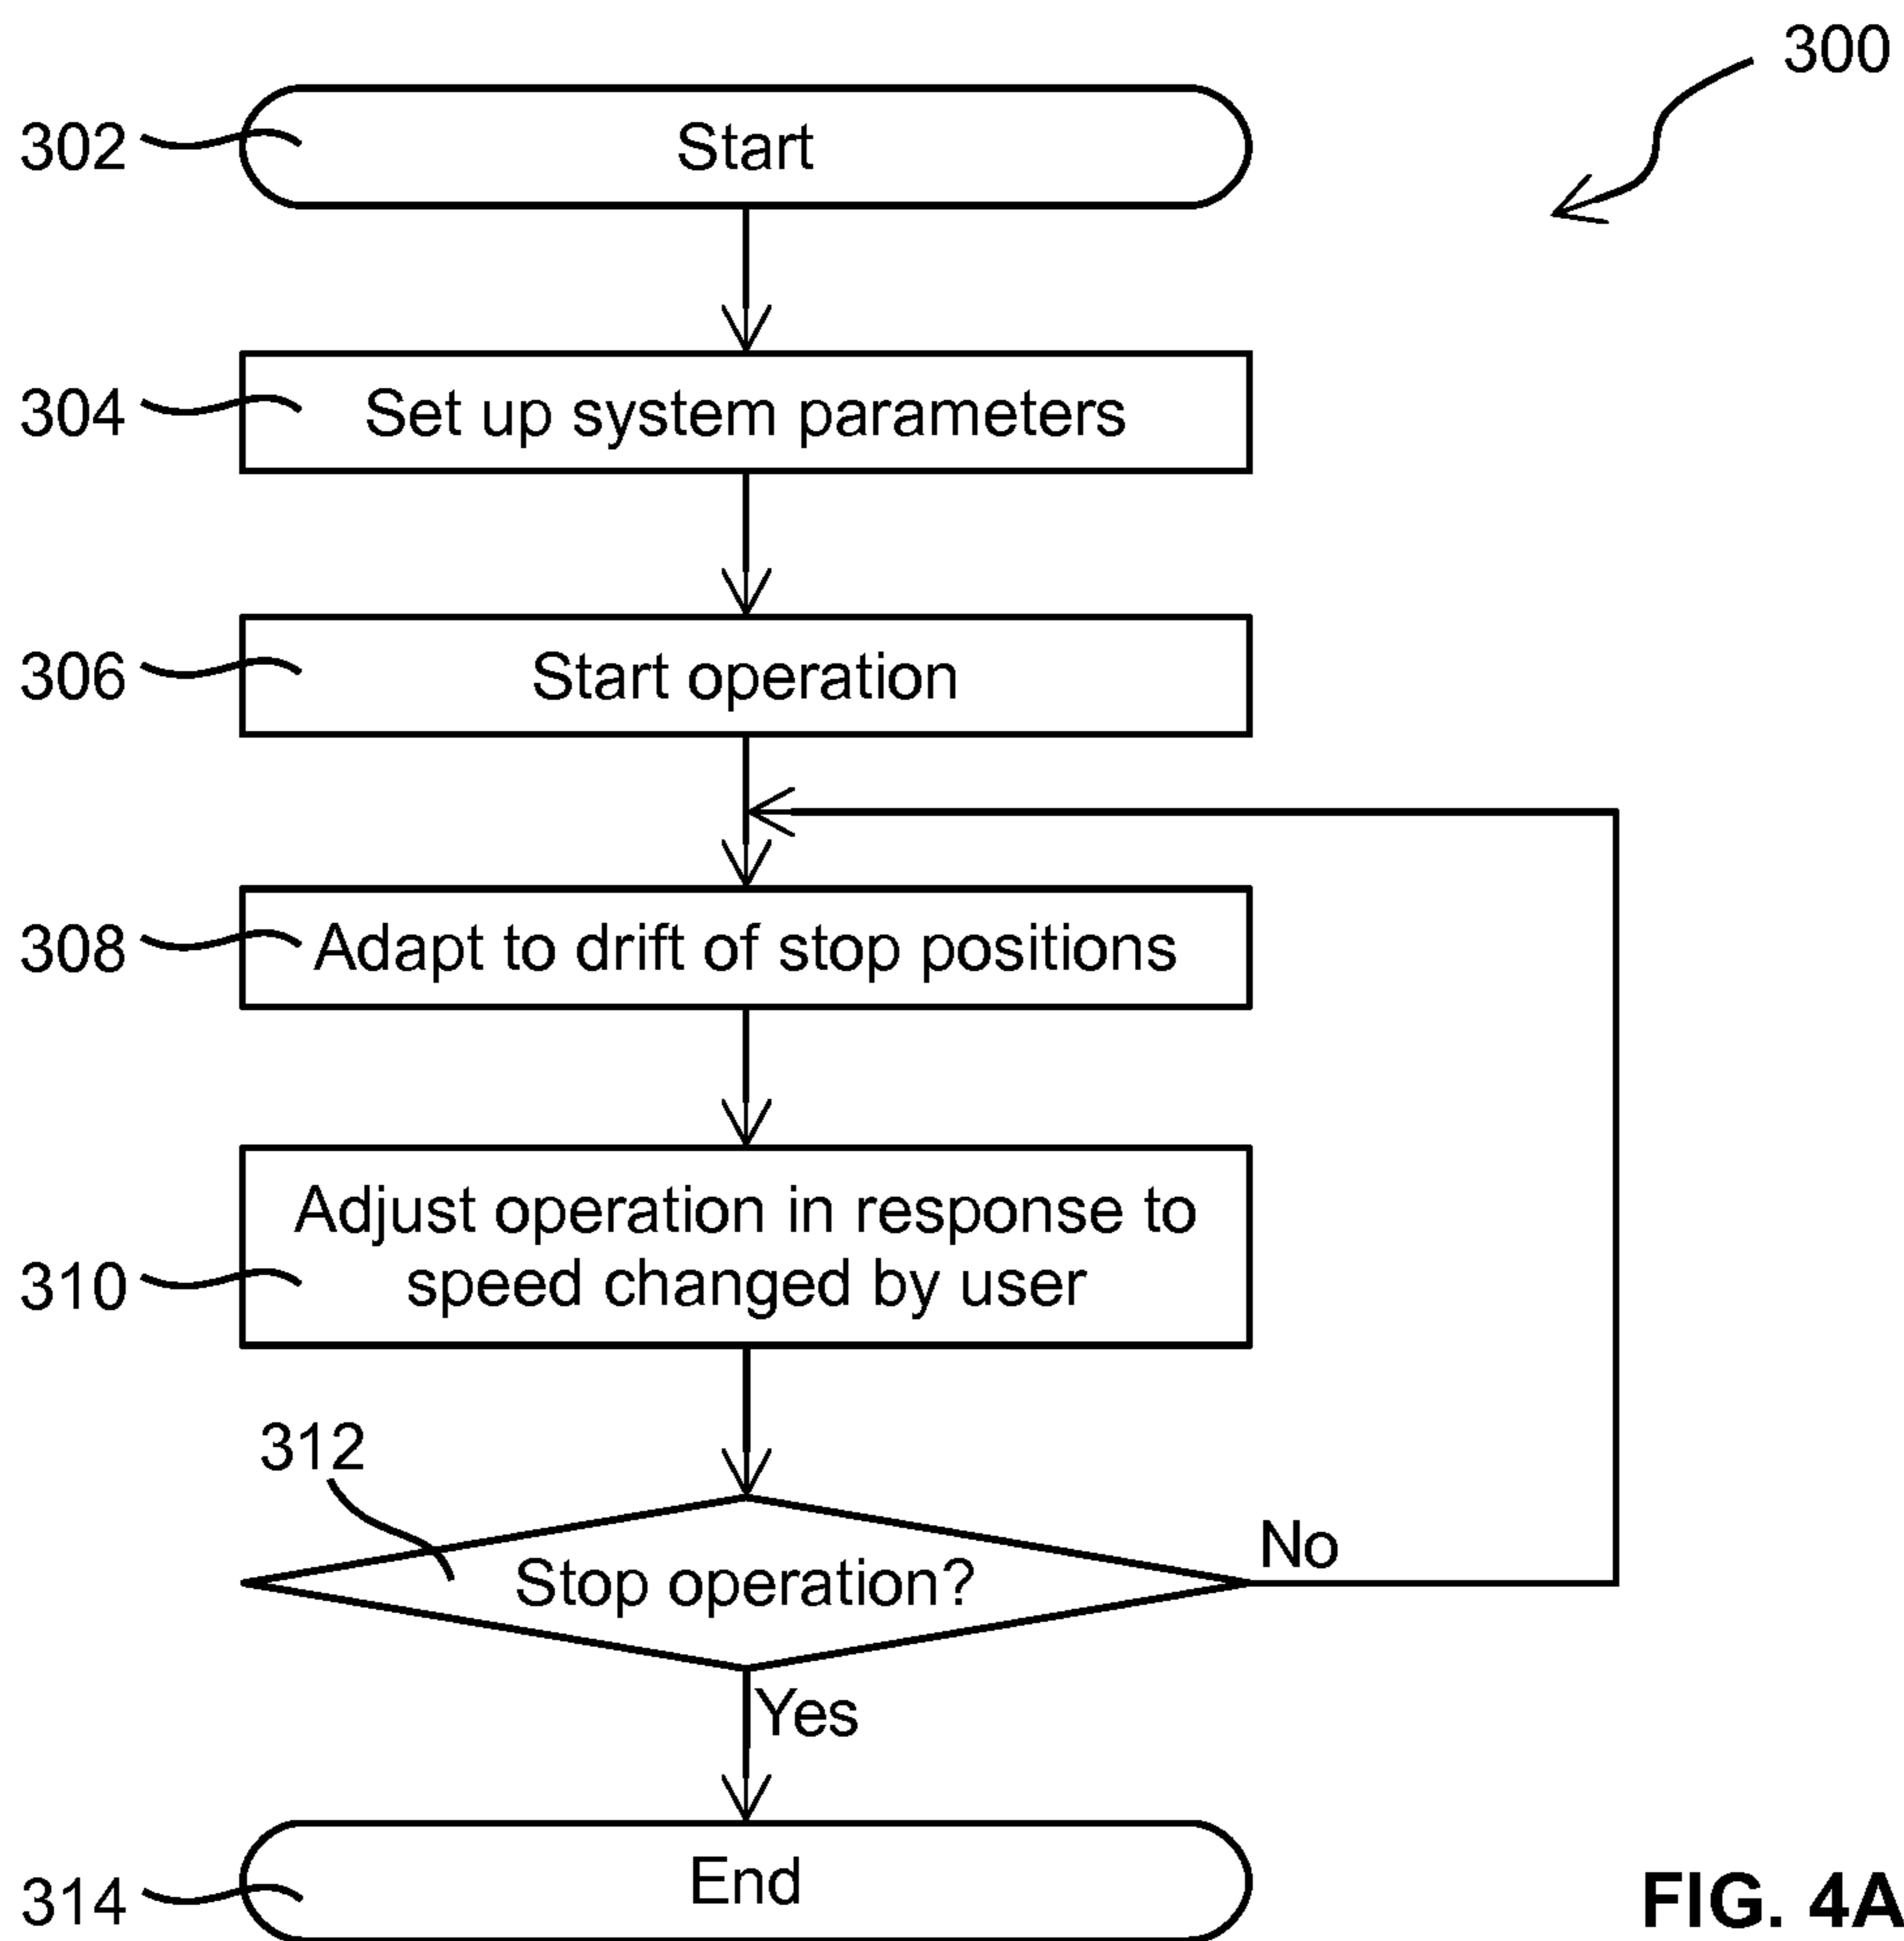 300
302
Start
304
Set up system parameters
306
Start operation
308
Adapt to drift of stop positions
310
Adjust operation in response to
speed changed by user
312
Stop operation?
No
Yes
314
End
FIG. 4A